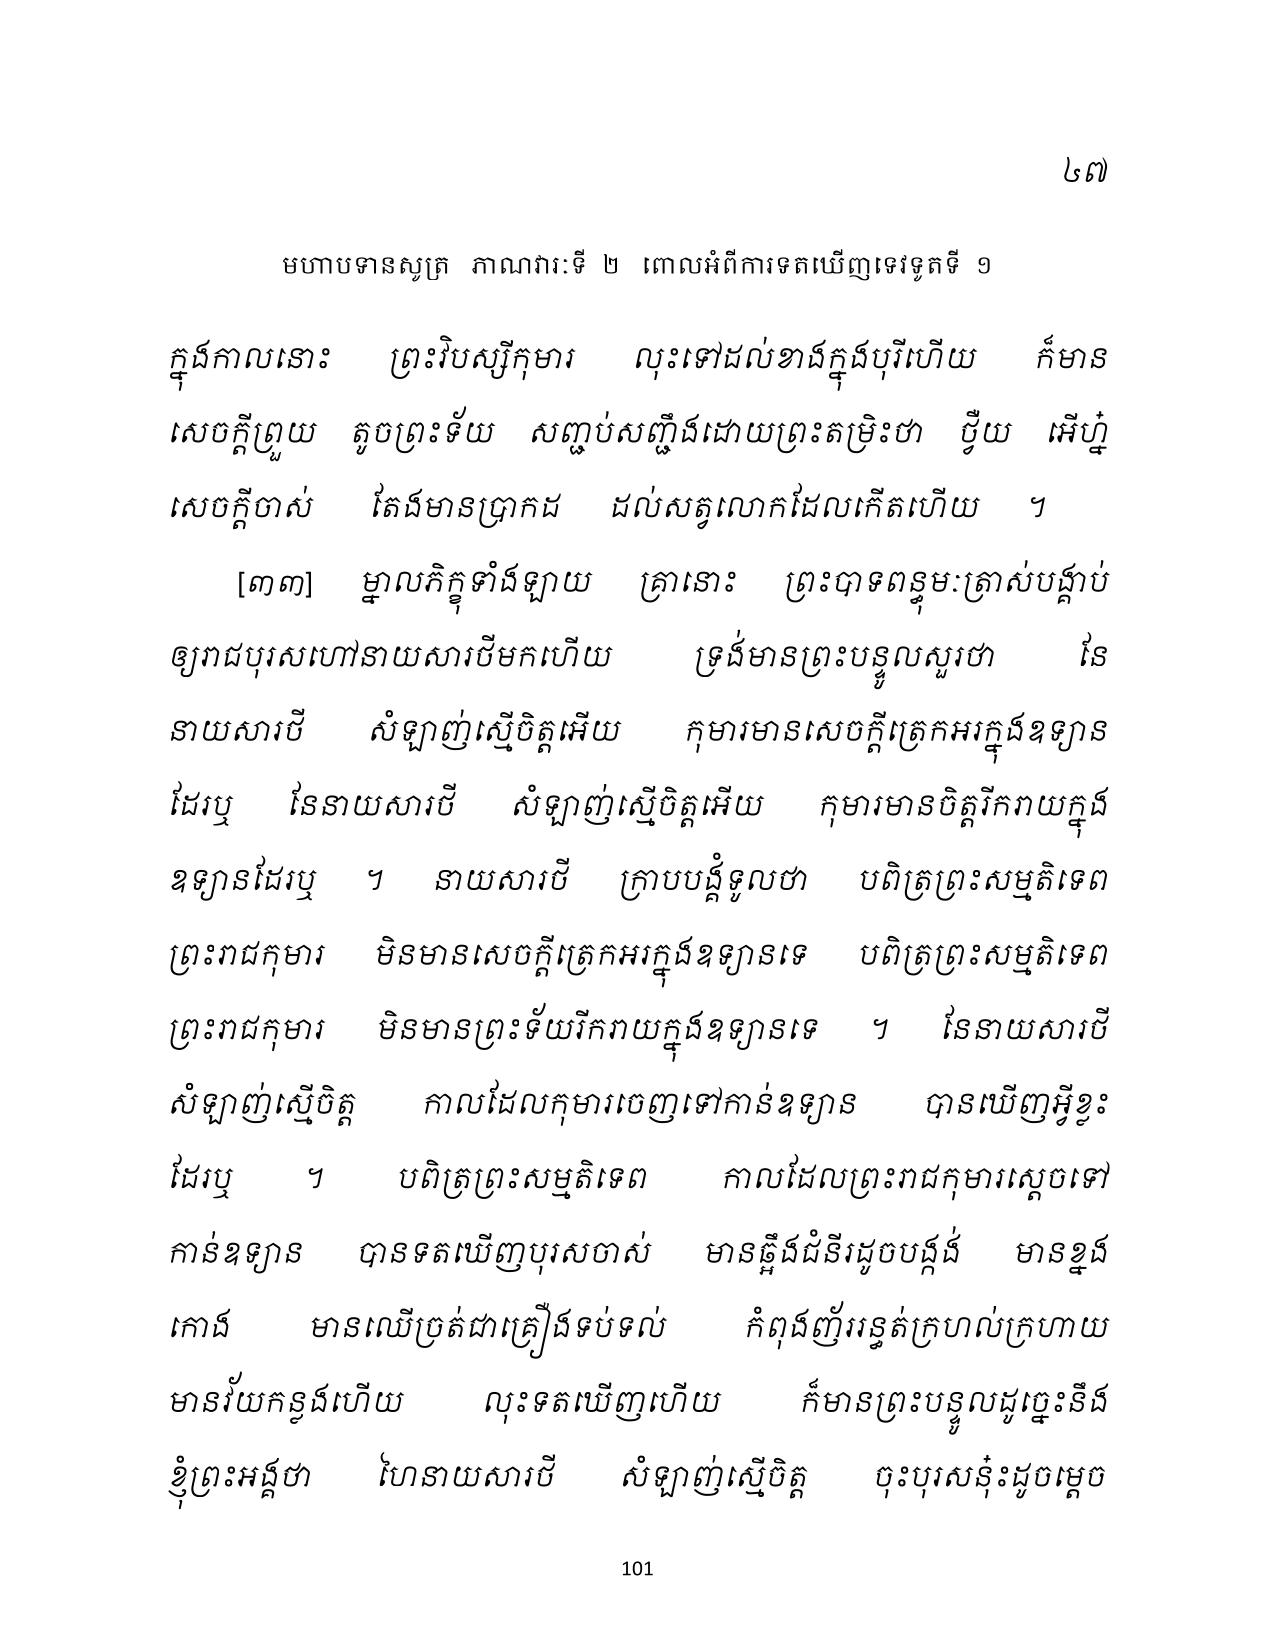 ៤៧
មហាបទានសូត្រ ភាណវារៈទី ២ ពោលអំពីការទតឃើញទេវទូតទី ១
ក្នុងកាលនោះ ព្រះវិបស្សីកុមារ លុះទៅដល់ខាងក្នុងបុរីហើយ ក៏មាន
សេចក្តីព្រួយ តូចព្រះទ័យ សញ្ជប់សញ្ជឹងដោយព្រះតម្រិះថា ថ្វឺយ អើហ្ន៎
សេចក្តីចាស់ តែងមានប្រាកដ ដល់សត្វលោកដែលកើតហើយ ។
[៣៣] ម្នាលភិក្ខុទាំងឡាយ គ្រានោះ ព្រះបាទពន្ធុមៈត្រាស់បង្គាប់
ឲ្យរាជបុរសហៅនាយសារថីមកហើយ ទ្រង់មានព្រះបន្ទូលសួរថា នែ
នាយសារថី សំឡាញ់ស្មើចិត្តអើយ កុមារមានសេចក្តីត្រេកអរក្នុងឧទ្យាន
ដែរឬ នែនាយសារថី សំឡាញ់ស្មើចិត្តអើយ កុមារមានចិត្តរីករាយក្នុង
ឧទ្យានដែរឬ ។ នាយសារថី ក្រាបបង្គំទូលថា បពិត្រព្រះសម្មតិទេព
ព្រះរាជកុមារ មិនមានសេចក្តីត្រេកអរក្នុងឧទ្យានទេ បពិត្រព្រះសម្មតិទេព
ព្រះរាជកុមារ មិនមានព្រះទ័យរីករាយក្នុងឧទ្យានទេ ។ នែនាយសារថី
សំឡាញ់ស្មើចិត្ត កាលដែលកុមារចេញទៅកាន់ឧទ្យាន បានឃើញអ្វីខ្លះ
ដែរឬ ។ បពិត្រព្រះសម្មតិទេព កាលដែលព្រះរាជកុមារស្តេចទៅ
កាន់ឧទ្យាន បានទតឃើញបុរសចាស់ មានឆ្អឹងជំនីរដូចបង្កង់ មានខ្នង
កោង មានឈើច្រត់ជាគ្រឿងទប់ទល់ កំពុងញ័ររន្ធត់ក្រហល់ក្រហាយ
មានវ័យកន្លងហើយ លុះទតឃើញហើយ ក៏មានព្រះបន្ទូលដូច្នេះនឹង
ខ្ញុំព្រះអង្គថា ហៃនាយសារថី សំឡាញ់ស្មើចិត្ត ចុះបុរសនុ៎ះដូចម្តេច
101